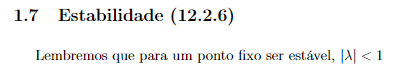 1.7 Estabilidade (12.2.6)
Lembremos que para um ponto fixo ser estável, |λ| < 1